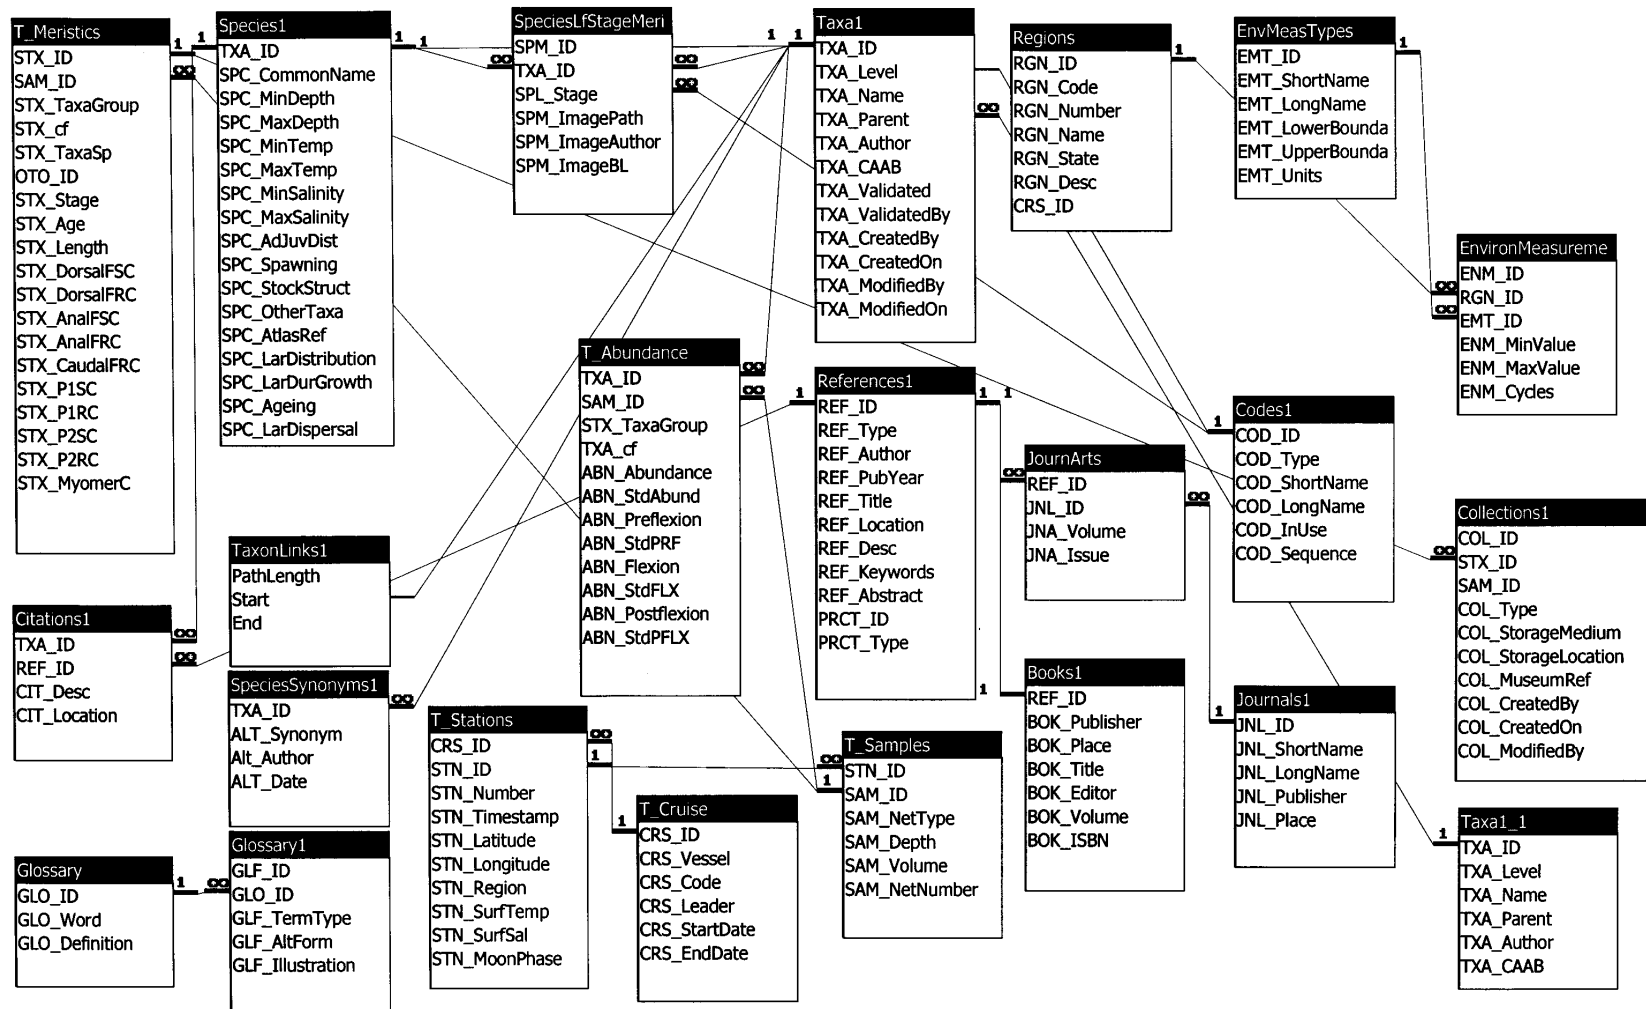 T_Meristics
STX_ID
SAM_ID
STX_TaxaGroup
STX_cf
STX_TaxaSp
OTO_ID
STX_Stage
STX_Age
STX_Length
STX_DorsalFSC
STX_DorsalFRC
STX_AnalFSC
STX_AnalFRC
STX_CaudalFRC
STX_P1SC
STX_P1RC
STX_P2SC
STX_P2RC
STX_MyomerC
Species1
TXA_ID
SPC_CommonName
SPC_MinDepth
SPC_MaxDepth
SPC_MinTemp
SPC_MaxTemp
SPC_MinSalinity
SPC_MaxSalinity
SPC_AdJuvDist
SPC_Spawning
SPC_StockStruct
SPC_OtherTaxa
SPC_AtlasRef
SPC_LarDistribution
SPC_LarDurGrowth
SPC_Ageing
SPC_LarDispersal
SpeciesLfStageMeri
SPM_ID
TXA_ID
SPL_Stage
SPM_ImagePath
SPM_ImageAuthor
SPM_ImageBL
Taxa1
TXA_ID
TXA_Level
TXA_Name
TXA_Parent
TXA_Author
TXA_CAAB
TXA_Validated
TXA_ValidatedBy
TXA_CreatedBy
TXA_CreatedOn
TXA_ModifiedBy
TXA_ModifiedOn
Regions
RGN_ID
RGN_Code
RGN_Number
RGN_Name
RGN_State
RGN_Desc
CRS_ID
EnvMeasTypes
EMT_ID
EMT_ShortName
EMT_LongName
EMT_LowerBounda
EMT_UpperBounda
EMT_Units
EnvironMeasureme
ENM_ID
RGN_ID
EMT_ID
ENM_MinValue
ENM_MaxValue
ENM_Cycles
T_Abundance
TXA_ID
SAM_ID
STX_TaxaGroup
TXA_cf
ABN_Abundance
ABN_StdAbund
ABN_Preflexion
ABN_StdPRF
ABN_Flexion
ABN_StdFLX
ABN_Postflexion
ABN_StdPFLX
References1
REF_ID
REF_Type
REF_Author
REF_PubYear
REF_Title
REF_Location
REF_Desc
REF_Keywords
REF_Abstract
PRCT_ID
PRCT_Type
JournArts
REF_ID
JNL_ID
JNA_Volume
JNA_Issue
Codes1
COD_ID
COD_Type
COD_ShortName
COD_LongName
COD_InUse
COD_Sequence
Collections1
COL_ID
STX_ID
SAM_ID
COL_Type
COL_StorageMedium
COL_StorageLocation
COL_MuseumRef
COL_CreatedBy
COL_CreatedOn
COL_ModifiedBy
TaxonLinks1
PathLength
Start
End
Citations1
TXA_ID
REF_ID
CIT_Desc
CIT_Location
SpeciesSynonyms1
TXA_ID
ALT_Synonym
Alt_Author
ALT_Date
T_Stations
CRS_ID
STN_ID
STN_Number
STN_Timestamp
STN_Latitude
STN_Longitude
STN_Region
STN_SurfTemp
STN_SurfSal
STN_MoonPhase
T_Cruise
CRS_ID
CRS_Vessel
CRS_Code
CRS_Leader
CRS_StartDate
CRS_EndDate
T_Samples
STN_ID
SAM_ID
SAM_NetType
SAM_Depth
SAM_Volume
SAM_NetNumber
Books1
REF_ID
BOK_Publisher
BOK_Place
BOK_Title
BOK_Editor
BOK_Volume
BOK_ISBN
Journals1
JNL_ID
JNL_ShortName
JNL_LongName
JNL_Publisher
JNL_Place
Taxa1_1
TXA_ID
TXA_Level
TXA_Name
TXA_Parent
TXA_Author
TXA_CAAB
Glossary
GLO_ID
GLO_Word
GLO_Definition
Glossary1
GLF_ID
GLO_ID
GLF_TermType
GLF_AltForm
GLF_Illustration